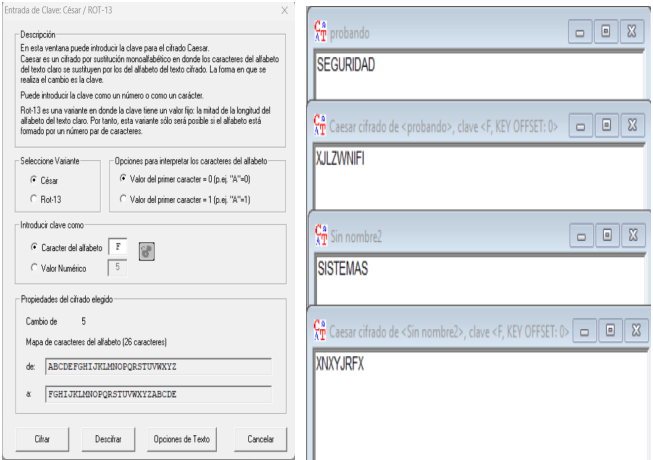 Entrada de Clave: César / ROT-13
Descripción
En esta ventana puede introducir la clave para el cifrado Caesar.
Caesar es un cifrado por sustitución monoalfabético en donde los caracteres del alfabeto
del texto claro se sustituyen por los del alfabeto del texto cifrado. La forma en que se
realiza el cambio es la clave.
Puede introducir la clave como un número o como un carácter.
Rot-13 es una variante en donde la clave tiene un valor fijo: la mitad de la longitud del
alfabeto del texto claro. Por tanto, esta variante sólo será posible si el alfabeto está
formado por un número par de caracteres.
Seleccione Variante
César
Rot-13
Opciones para interpretar los caracteres del alfabeto
Valor del primer caracter = 0 (p.ej. "A"=0)
Valor del primer caracter = 1 (p.ej. "A"=1)
Introducir clave como
Caracter del alfabeto F
Valor Numérico 5
Propiedades del cifrado elegido
Cambio de 5
Mapa de caracteres del alfabeto (26 caracteres)
de: ABCDEFGHIJKLMNOPQRSTUVWXYZ
a: FGHIJKLMNOPQRSTUVWXYZABCDE
Cifrar Descifrar Opciones de Texto Cancelar
probando
SEGURIDAD
Caesar cifrado de <probando>, clave <F, KEY OFFSET: 0>
XJLZWNIFI
Sin nombre2
SISTEMAS
Caesar cifrado de <Sin nombre2>, clave <F, KEY OFFSET: 0>
XNXYJRFX